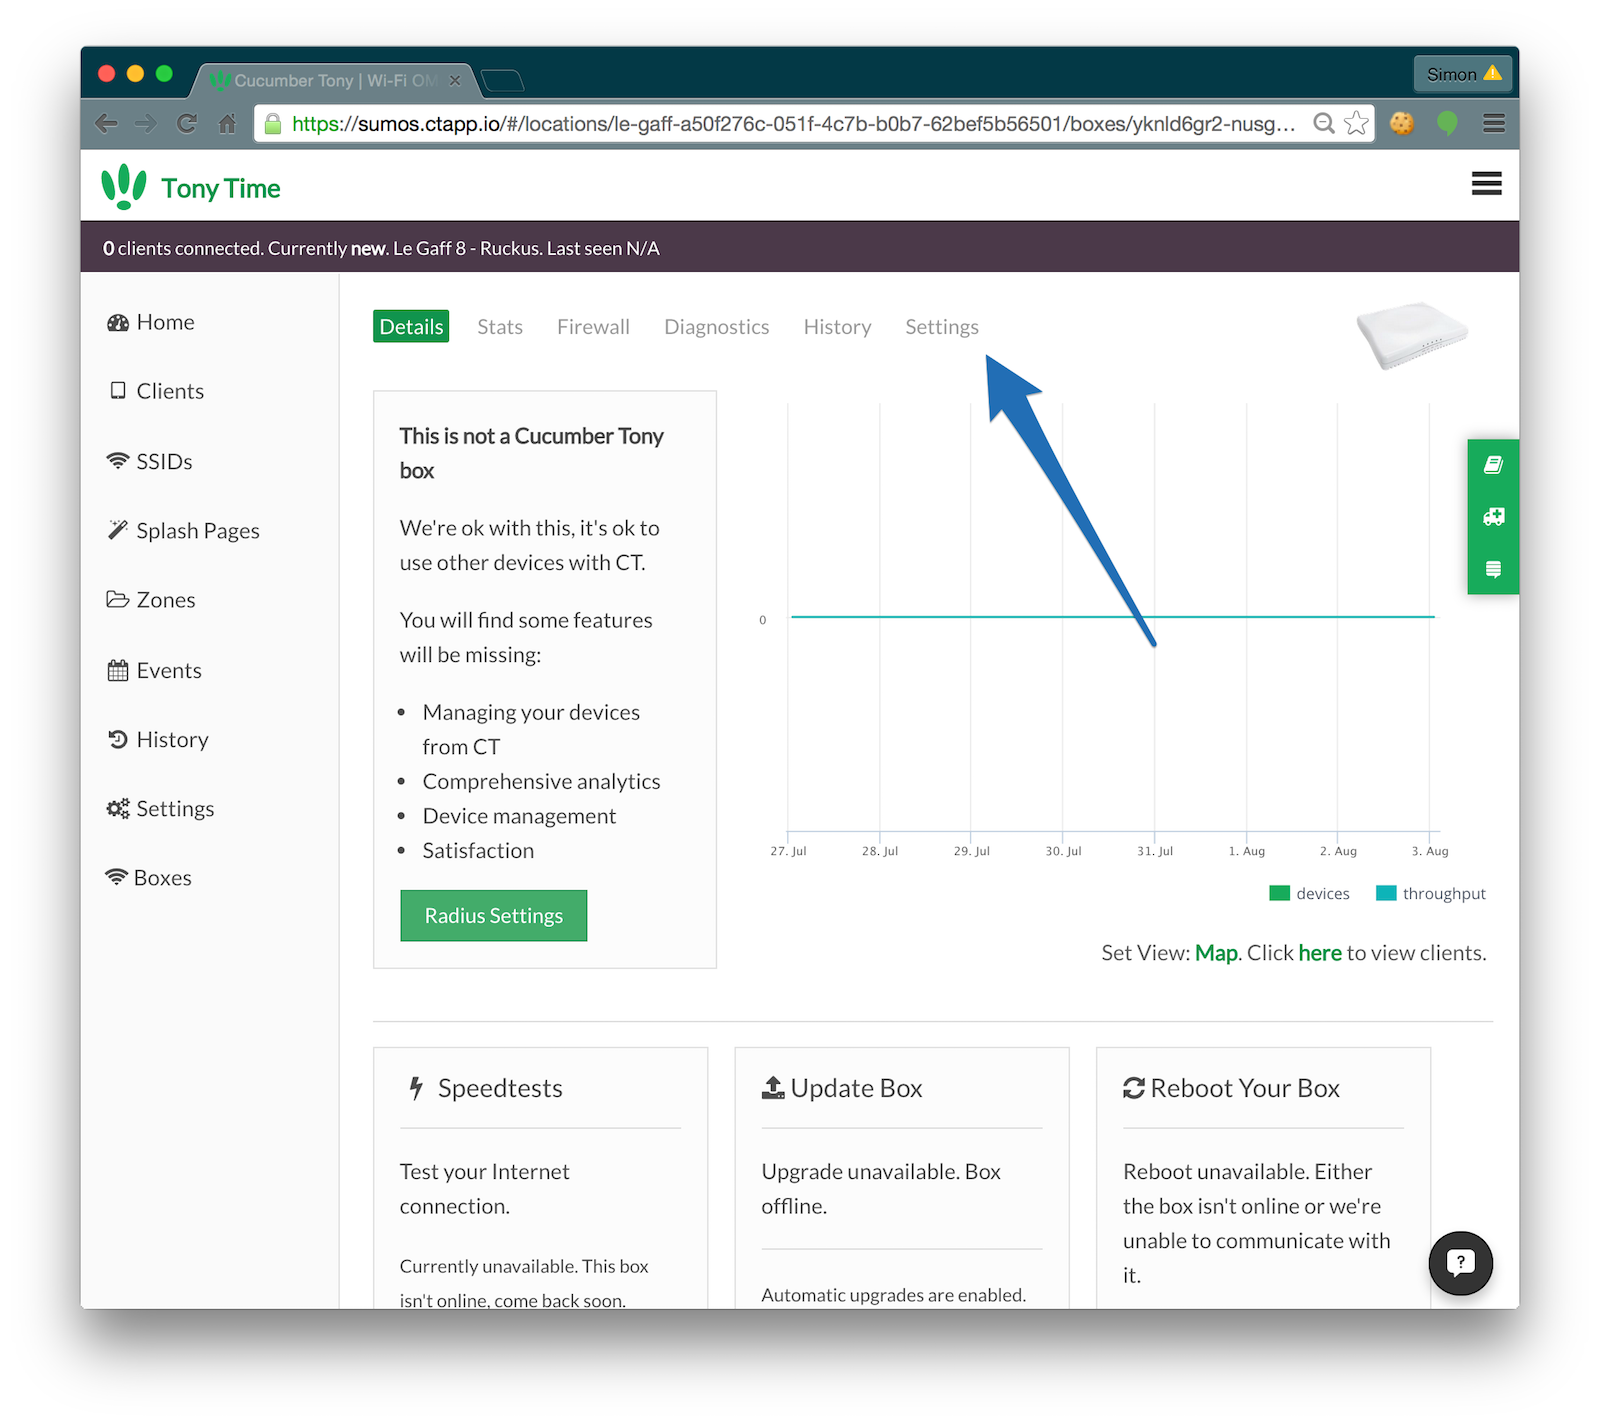 Cucumber Tony | Wi-Fi OM
Simon
https://sumos.ctapp.io/#/locations/le-gaff-a50f276c-051f-4c7b-b0b7-62bef5b56501/boxes/yknld6gr2-nusg...
Tony Time
0 clients connected. Currently new. Le Gaff 8 - Ruckus. Last seen N/A
Home
Clients
SSIDs
Splash Pages
Zones
Events
History
Settings
Boxes
Details Stats Firewall Diagnostics History Settings
This is not a Cucumber Tony
box
We're ok with this, it's ok to
use other devices with CT.
You will find some features
will be missing:
• Managing your devices
from CT
• Comprehensive analytics
• Device management
• Satisfaction
Radius Settings
0
27. Jul 28. Jul 29. Jul 30. Jul 31. Jul 1. Aug 2. Aug 3. Aug
devices throughput
Set View: Map. Click here to view clients.
Speedtests
Test your Internet
connection.
Currently unavailable. This box
isn't online, come back soon.
Update Box
Upgrade unavailable. Box
offline.
Automatic upgrades are enabled.
Reboot Your Box
Reboot unavailable. Either
the box isn't online or we're
unable to communicate with
it.
?